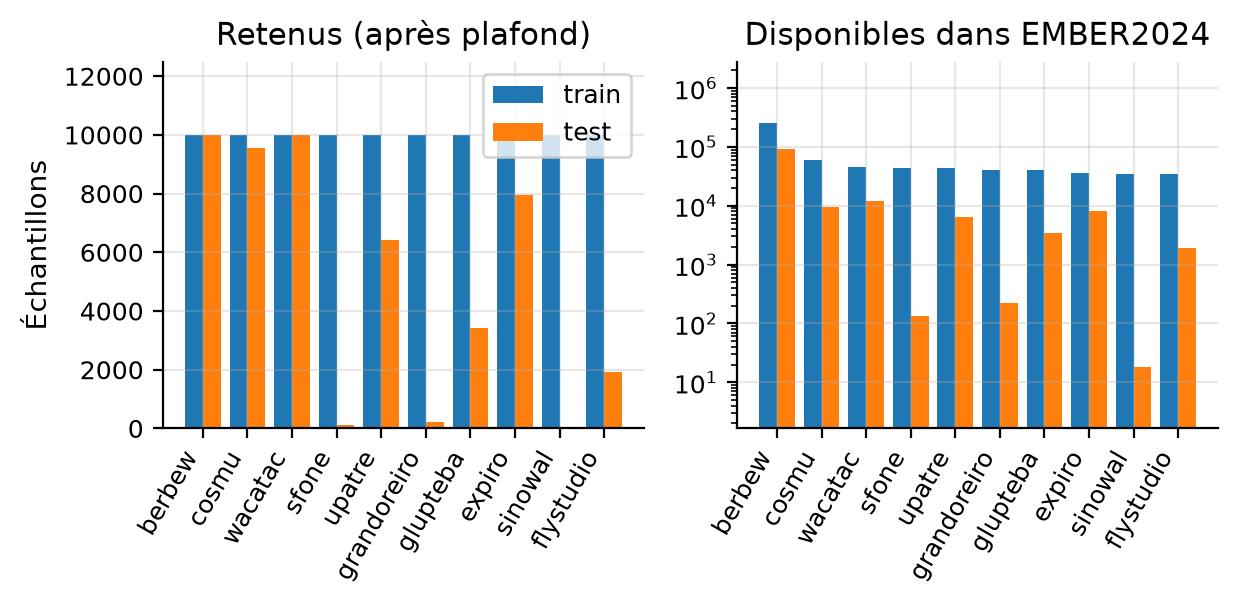 Retenus (après plafond)
Échantillons
12000
10000
8000
6000
4000
2000
0
train
test
berbew
cosmu
wacatac
sfone
upatre
grandoreiro
glupteba
expiro
sinowal
flystudio
Disponibles dans EMBER2024
10⁶
10⁵
10⁴
10³
10²
10¹
berbew
cosmu
wacatac
sfone
upatre
grandoreiro
glupteba
expiro
sinowal
flystudio